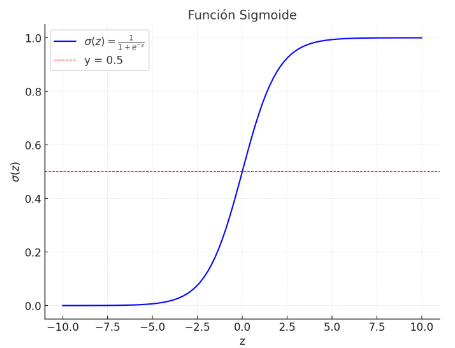 Función Sigmoide
σ(z) = 1/(1+e^{-z})
y = 0.5
1.0
0.8
0.6
0.4
0.2
0.0
σ(z)
−10.0 −7.5 −5.0 −2.5 0.0 2.5 5.0 7.5 10.0
z